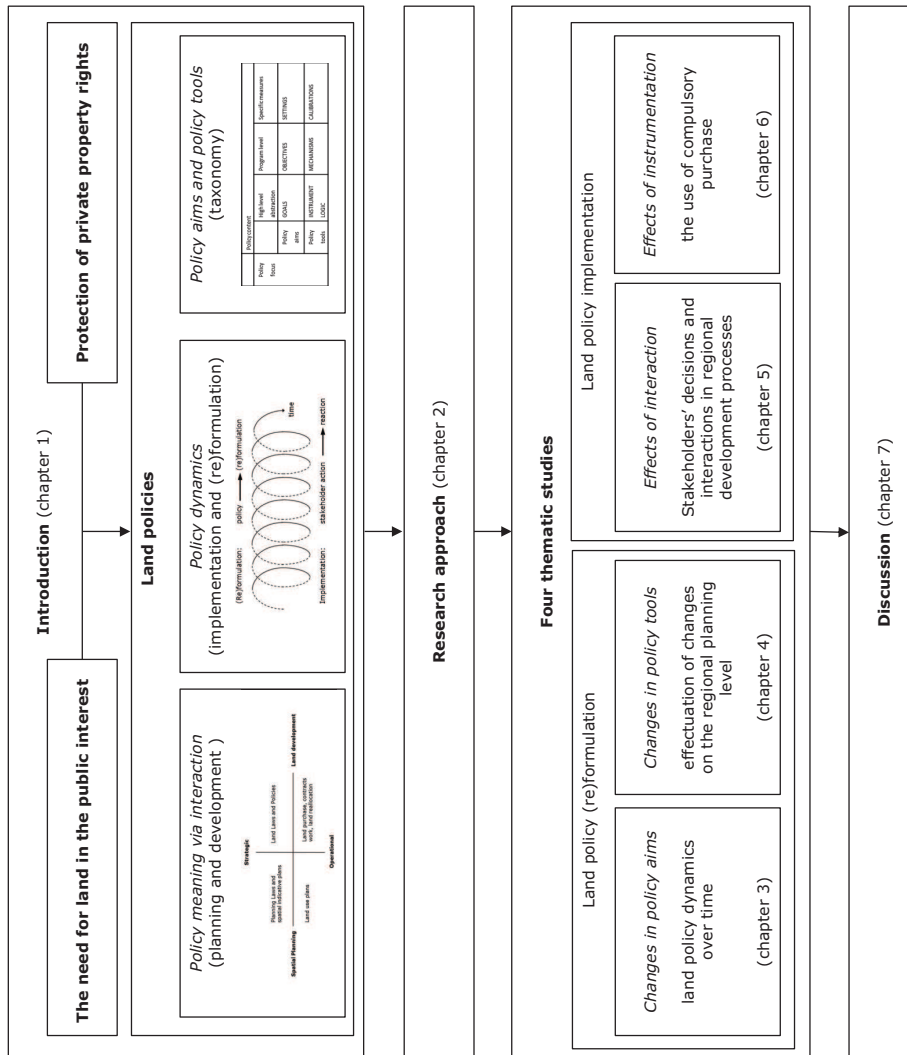 Introduction (chapter 1)
The need for land in the public interest
Protection of private property rights
Land policies
Policy meaning via interaction
(planning and development )
Strategic
Planning Laws and
spatial indicative plans
Land Laws and Policies
Spatial Planning
Land development
Land use plans
Land purchase, contracts
work, land reallocation
Operational
Policy dynamics
(implementation and (re)formulation)
(Re)formulation:
policy
(re)formulation
time
Implementation:
stakeholder action
reaction
Policy aims and policy tools
(taxonomy)
Policy content
Policy
focus
High level
abstraction
Program level
Specific measures
Policy
aims
GOALS
OBJECTIVES
SETTINGS
Policy
tools
INSTRUMENT
LOGIC
MECHANISMS
CALIBRATIONS
Research approach (chapter 2)
Four thematic studies
Land policy (re)formulation
Changes in policy aims
land policy dynamics
over time
(chapter 3)
Changes in policy tools
effectuation of changes
on the regional planning
level
(chapter 4)
Land policy implementation
Effects of interaction
Stakeholders' decisions and
interactions in regional
development processes
(chapter 5)
Effects of instrumentation
the use of compulsory
purchase
(chapter 6)
Discussion (chapter 7)